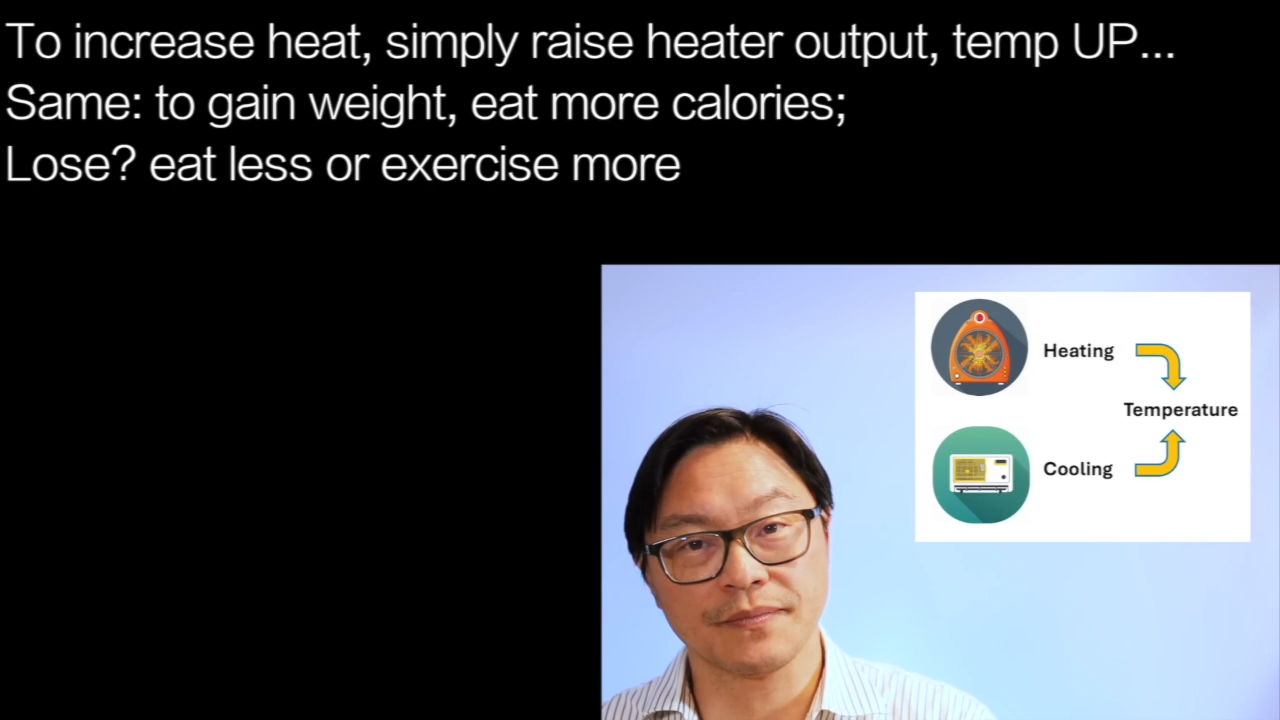 To increase heat, simply raise heater output, temp UP...
Same: to gain weight, eat more calories;
Lose? eat less or exercise more
Heating
Temperature
Cooling